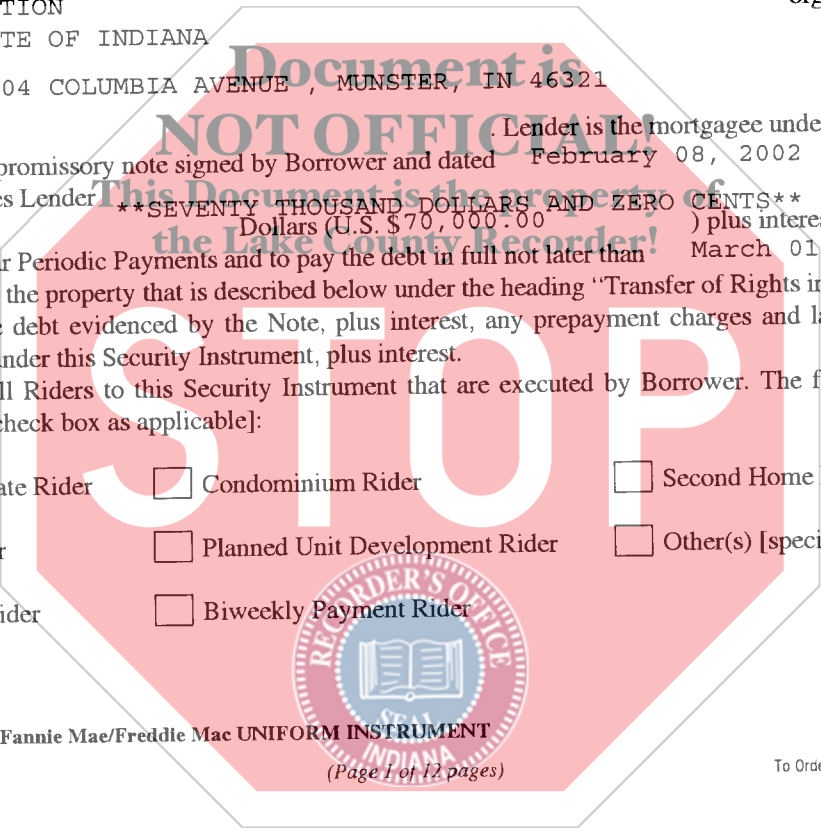 TION
TE OF INDIANA
04 COLUMBIA AVENUE , MUNSTER, IN 46321
Document is
NOT OFFICIAL!
. Lender is the mortgagee unde
promissory note signed by Borrower and dated February 08, 2002
es Lender **SEVENTY THOUSAND DOLLARS AND ZERO CENTS**
This Document is the property of
Dollars (U.S. $70,000.00 ) plus interes
the Lake County Recorder!
r Periodic Payments and to pay the debt in full not later than March 01
the property that is described below under the heading "Transfer of Rights in
e debt evidenced by the Note, plus interest, any prepayment charges and la
nder this Security Instrument, plus interest.
ll Riders to this Security Instrument that are executed by Borrower. The f
check box as applicable]:
STOP
ate Rider Condominium Rider Second Home
r Planned Unit Development Rider Other(s) [speci
ider Biweekly Payment Rider
RECORDER'S OFFICE
SEAL
INDIANA
Fannie Mae/Freddie Mac UNIFORM INSTRUMENT
(Page 1 of 12 pages)
To Orde